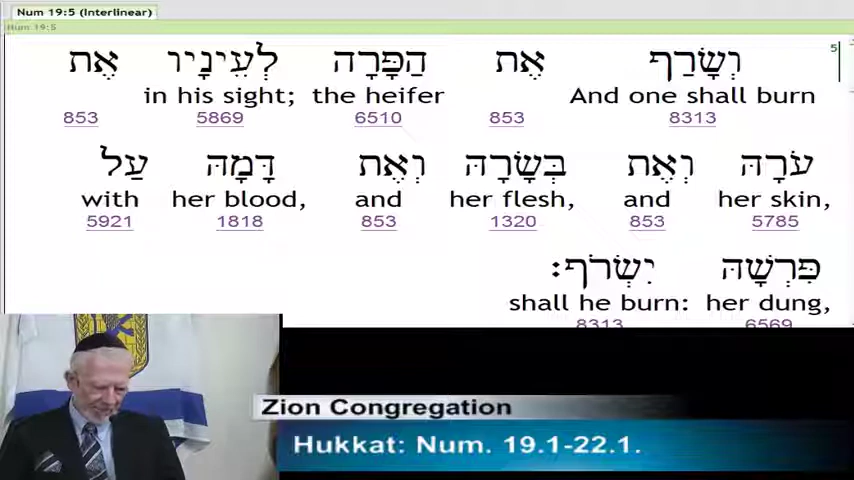 Num 19:5 (Interlinear)
Num 19:5
5 וְשָׂרַף אֶת הַפָּרָה לְעֵינָיו אֶת
And one shall burn the heifer in his sight;
8313 853 6510 5869 853
עֹרָהּ וְאֶת בְּשָׂרָהּ וְאֶת דָּמָהּ עַל
her skin, and her flesh, and her blood, with
5785 853 1320 853 1818 5921
פִּרְשָׁהּ יִשְׂרֹף׃
her dung, shall he burn:
6569 8313
Zion Congregation
Hukkat: Num. 19.1-22.1.